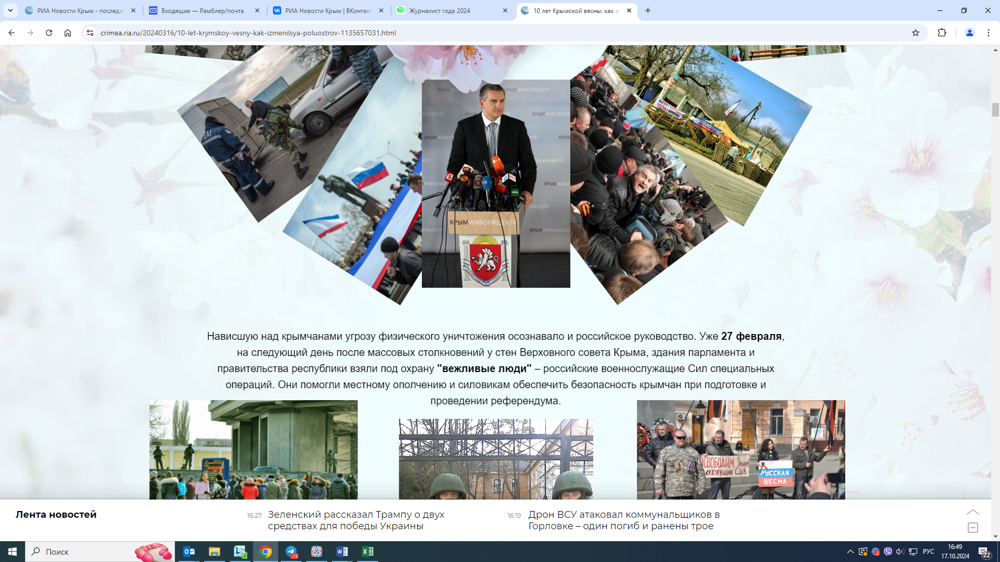 РИА Новости Крым - последн
Входящие — Рамблер/почта
РИА Новости Крым | ВКонтакт
Журналист года 2024
10 лет Крымской весны: как из
crimea.ria.ru/20240316/10-let-krymskoy-vesny-kak-izmenilsya-poluostrov-1135657031.html
КРЫМИНФОРМЦЕНТР
КРЫМИНФОРМЦЕНТР
Нависшую над крымчанами угрозу физического уничтожения осознавало и российское руководство. Уже 27 февраля,
на следующий день после массовых столкновений у стен Верховного совета Крыма, здания парламента и
правительства республики взяли под охрану "вежливые люди" – российские военнослужащие Сил специальных
операций. Они помогли местному ополчению и силовикам обеспечить безопасность крымчан при подготовке и
проведении референдума.
ОСВОБОДИМ
ОККУПАЦИИ США
РУССКАЯ
ВЕСНА
Лента новостей
16:27
Зеленский рассказал Трампу о двух
средствах для победы Украины
16:19
Дрон ВСУ атаковал коммунальщиков в
Горловке – один погиб и ранены трое
Поиск
72
РУС
16:49
17.10.2024
22